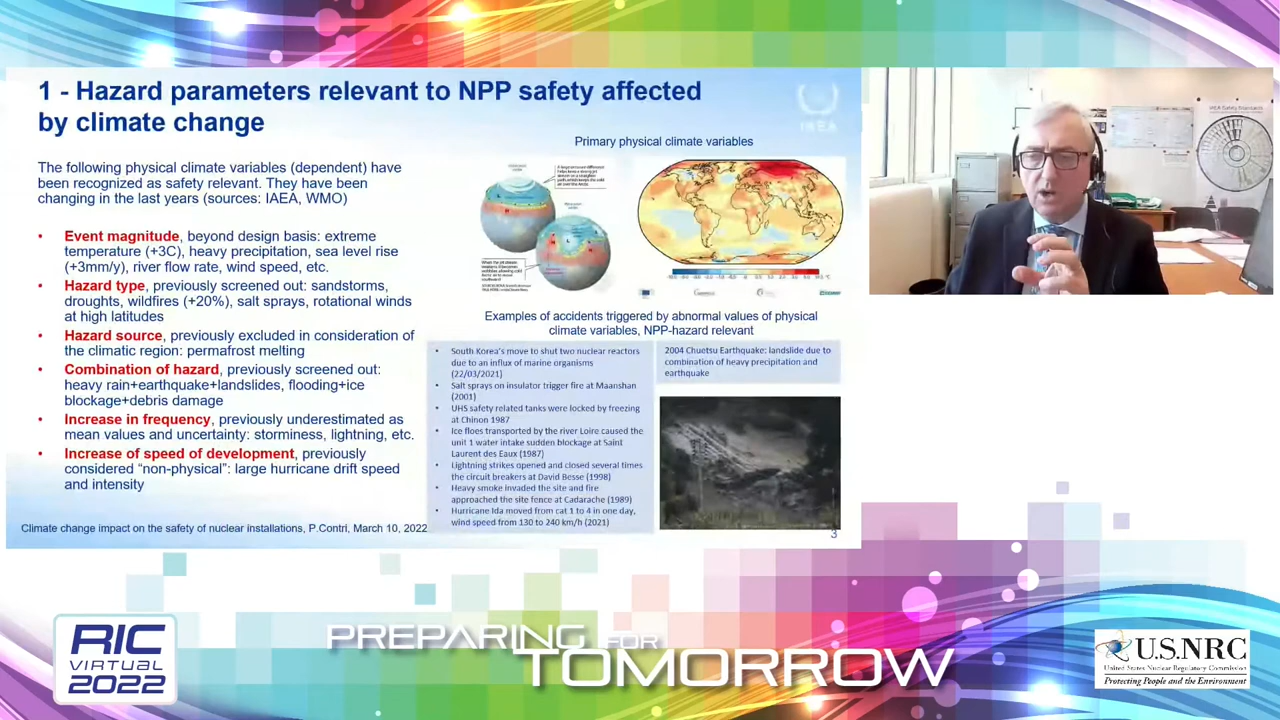 1 - Hazard parameters relevant to NPP safety affected
by climate change
IAEA
The following physical climate variables (dependent) have
been recognized as safety relevant. They have been
changing in the last years (sources: IAEA, WMO)
• Event magnitude, beyond design basis: extreme
temperature (+3C), heavy precipitation, sea level rise
(+3mm/y), river flow rate, wind speed, etc.
• Hazard type, previously screened out: sandstorms,
droughts, wildfires (+20%), salt sprays, rotational winds
at high latitudes
• Hazard source, previously excluded in consideration of
the climatic region: permafrost melting
• Combination of hazard, previously screened out:
heavy rain+earthquake+landslides, flooding+ice
blockage+debris damage
• Increase in frequency, previously underestimated as
mean values and uncertainty: storminess, lightning, etc.
• Increase of speed of development, previously
considered "non-physical": large hurricane drift speed
and intensity
Primary physical climate variables
Examples of accidents triggered by abnormal values of physical
climate variables, NPP-hazard relevant
• South Korea's move to shut two nuclear reactors
due to an influx of marine organisms
(22/03/2021)
• Salt sprays on insulator trigger fire at Maanshan
(2001)
• UHS safety related tanks were locked by freezing
at Chinon 1987
• Ice floes transported by the river Loire caused the
unit 1 water intake sudden blockage at Saint
Laurent des Eaux (1987)
• Lightning strikes opened and closed several times
the circuit breakers at David Besse (1998)
• Heavy smoke invaded the site and fire
approached the site fence at Cadarache (1989)
• Hurricane Ida moved from cat 1 to 4 in one day,
wind speed from 130 to 240 km/h (2021)
2004 Chuetsu Earthquake: landslide due to
combination of heavy precipitation and
earthquake
Climate change impact on the safety of nuclear installations, P.Contri, March 10, 2022
3
IAEA Safety Standards
RIC
VIRTUAL
2022
PREPARING FOR
TOMORROW
U.S.NRC
United States Nuclear Regulatory Commission
Protecting People and the Environment